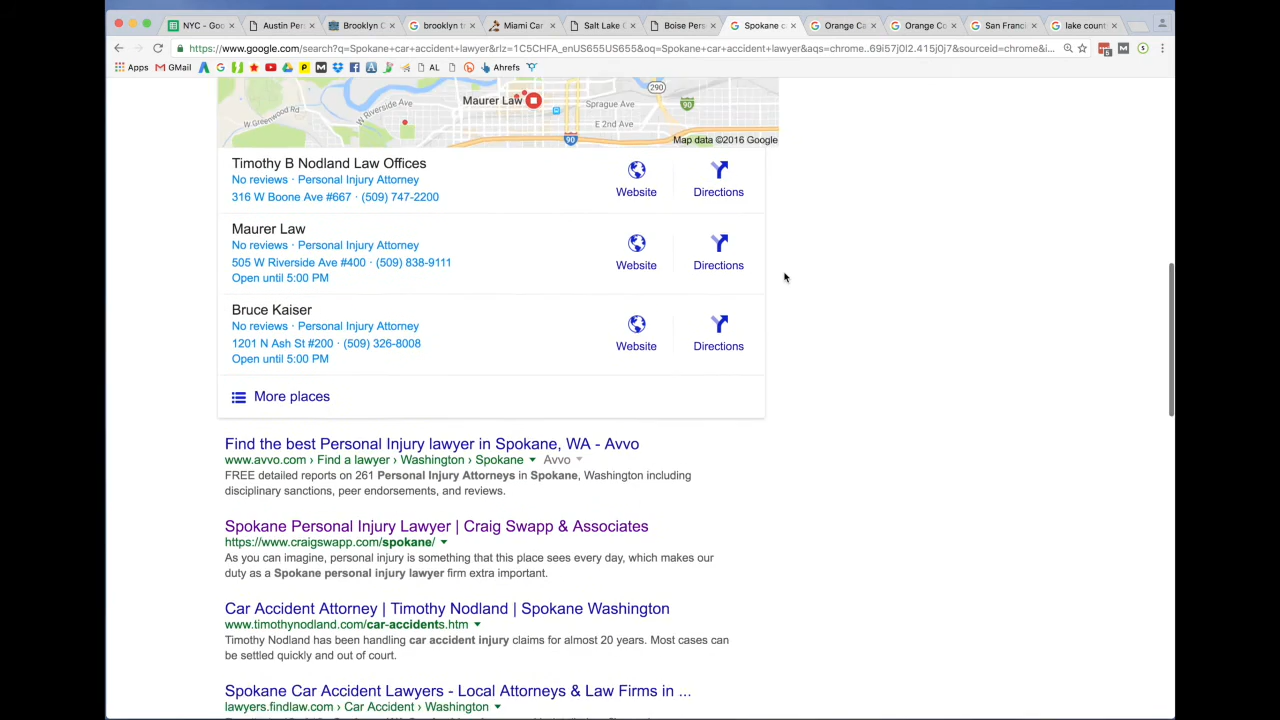 NYC - Goo
Austin Pers
Brooklyn C
brooklyn tr
Miami Car
Salt Lake C
Boise Pers
Spokane c
Orange Ca
Orange Co
San Franci
lake count
https://www.google.com/search?q=Spokane+car+accident+lawyer&rlz=1C5CHFA_enUS655US655&oq=Spokane+car+accident+lawyer&aqs=chrome..69i57j0l2.415j0j7&sourceid=chrome&i...
Apps GMail AL Ahrefs
W Greenwood Rd
W Riverside Ave
Maurer Law
Sprague Ave
E 2nd Ave
290
90
90
Map data ©2016 Google
Timothy B Nodland Law Offices
No reviews · Personal Injury Attorney
316 W Boone Ave #667 · (509) 747-2200
Website
Directions
Maurer Law
No reviews · Personal Injury Attorney
505 W Riverside Ave #400 · (509) 838-9111
Open until 5:00 PM
Website
Directions
Bruce Kaiser
No reviews · Personal Injury Attorney
1201 N Ash St #200 · (509) 326-8008
Open until 5:00 PM
Website
Directions
More places
Find the best Personal Injury lawyer in Spokane, WA - Avvo
www.avvo.com › Find a lawyer › Washington › Spokane Avvo
FREE detailed reports on 261 Personal Injury Attorneys in Spokane, Washington including
disciplinary sanctions, peer endorsements, and reviews.
Spokane Personal Injury Lawyer | Craig Swapp & Associates
https://www.craigswapp.com/spokane/
As you can imagine, personal injury is something that this place sees every day, which makes our
duty as a Spokane personal injury lawyer firm extra important.
Car Accident Attorney | Timothy Nodland | Spokane Washington
www.timothynodland.com/car-accidents.htm
Timothy Nodland has been handling car accident injury claims for almost 20 years. Most cases can
be settled quickly and out of court.
Spokane Car Accident Lawyers - Local Attorneys & Law Firms in ...
lawyers.findlaw.com › Car Accident › Washington